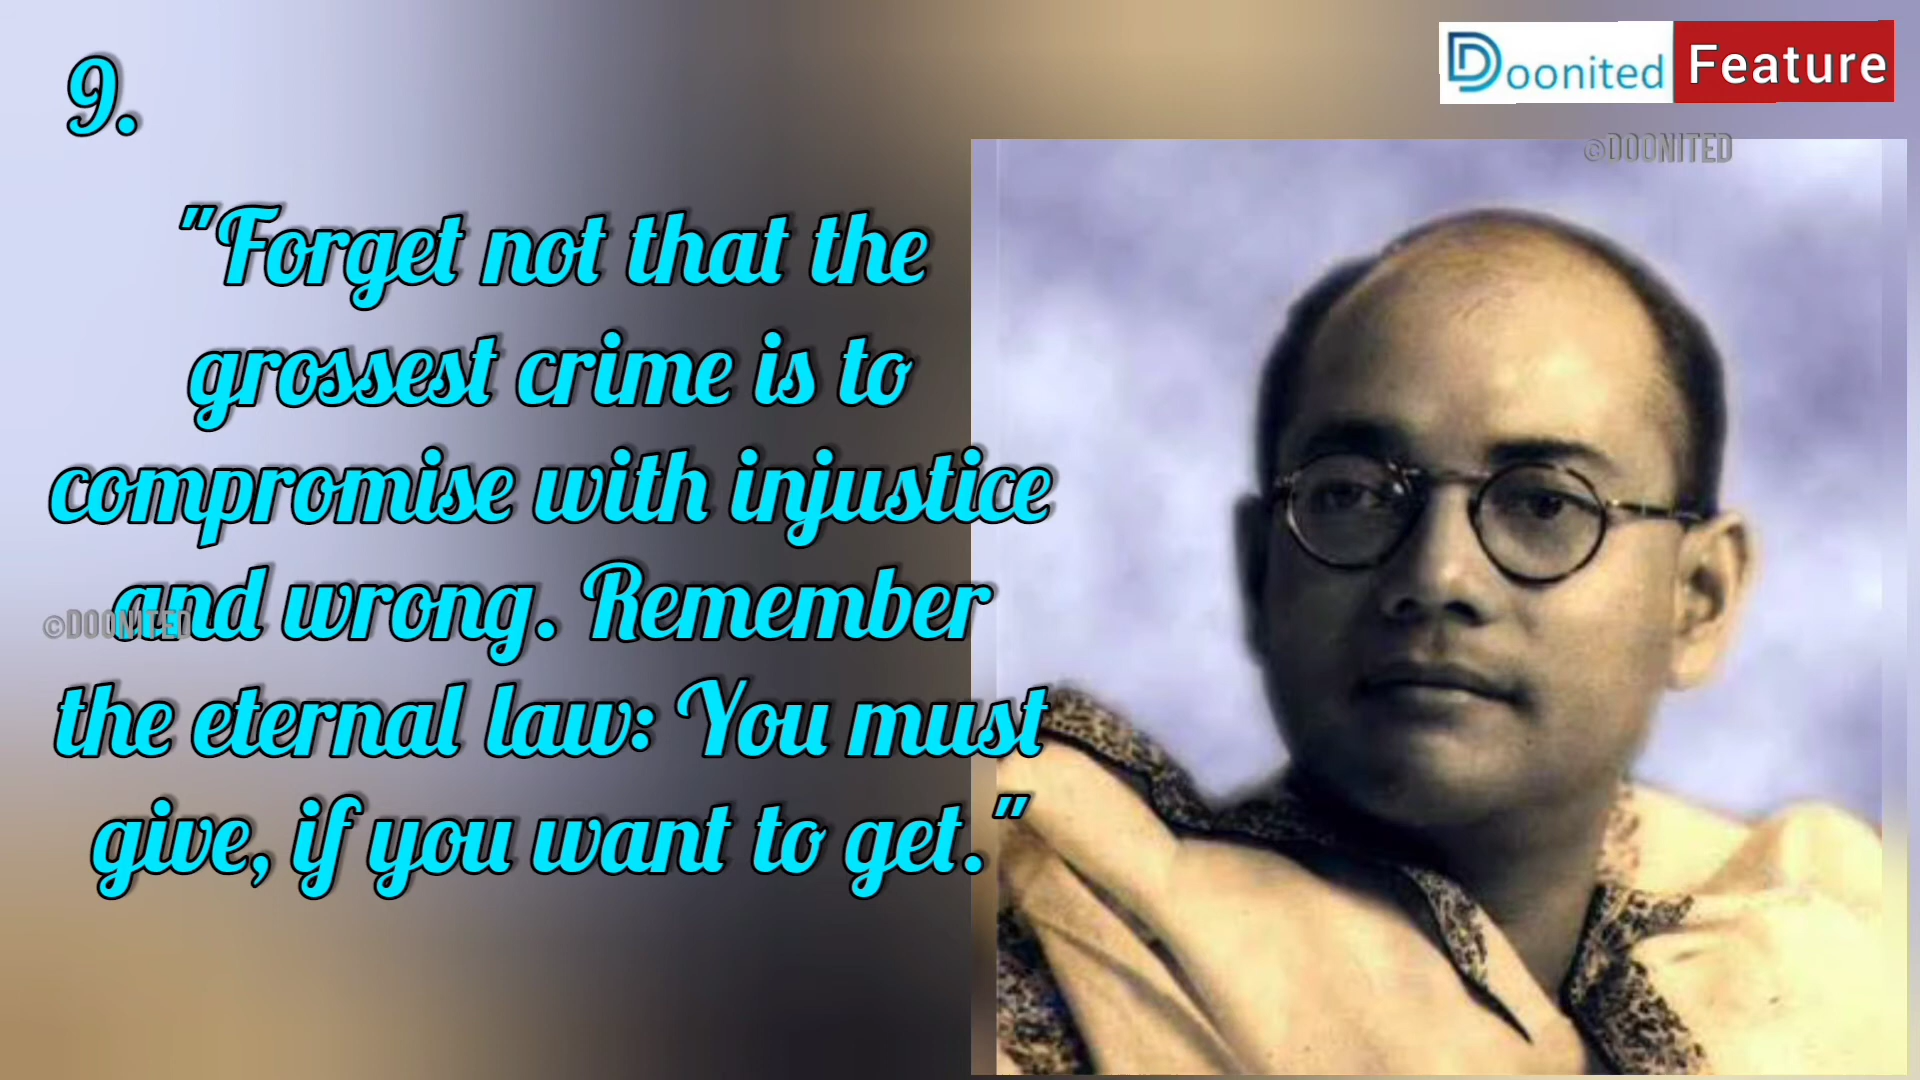 Doonited Feature
©DOONITED
9.
"Forget not that the
grossest crime is to
compromise with injustice
and wrong. Remember
the eternal law: You must
give, if you want to get."
©DOONITED